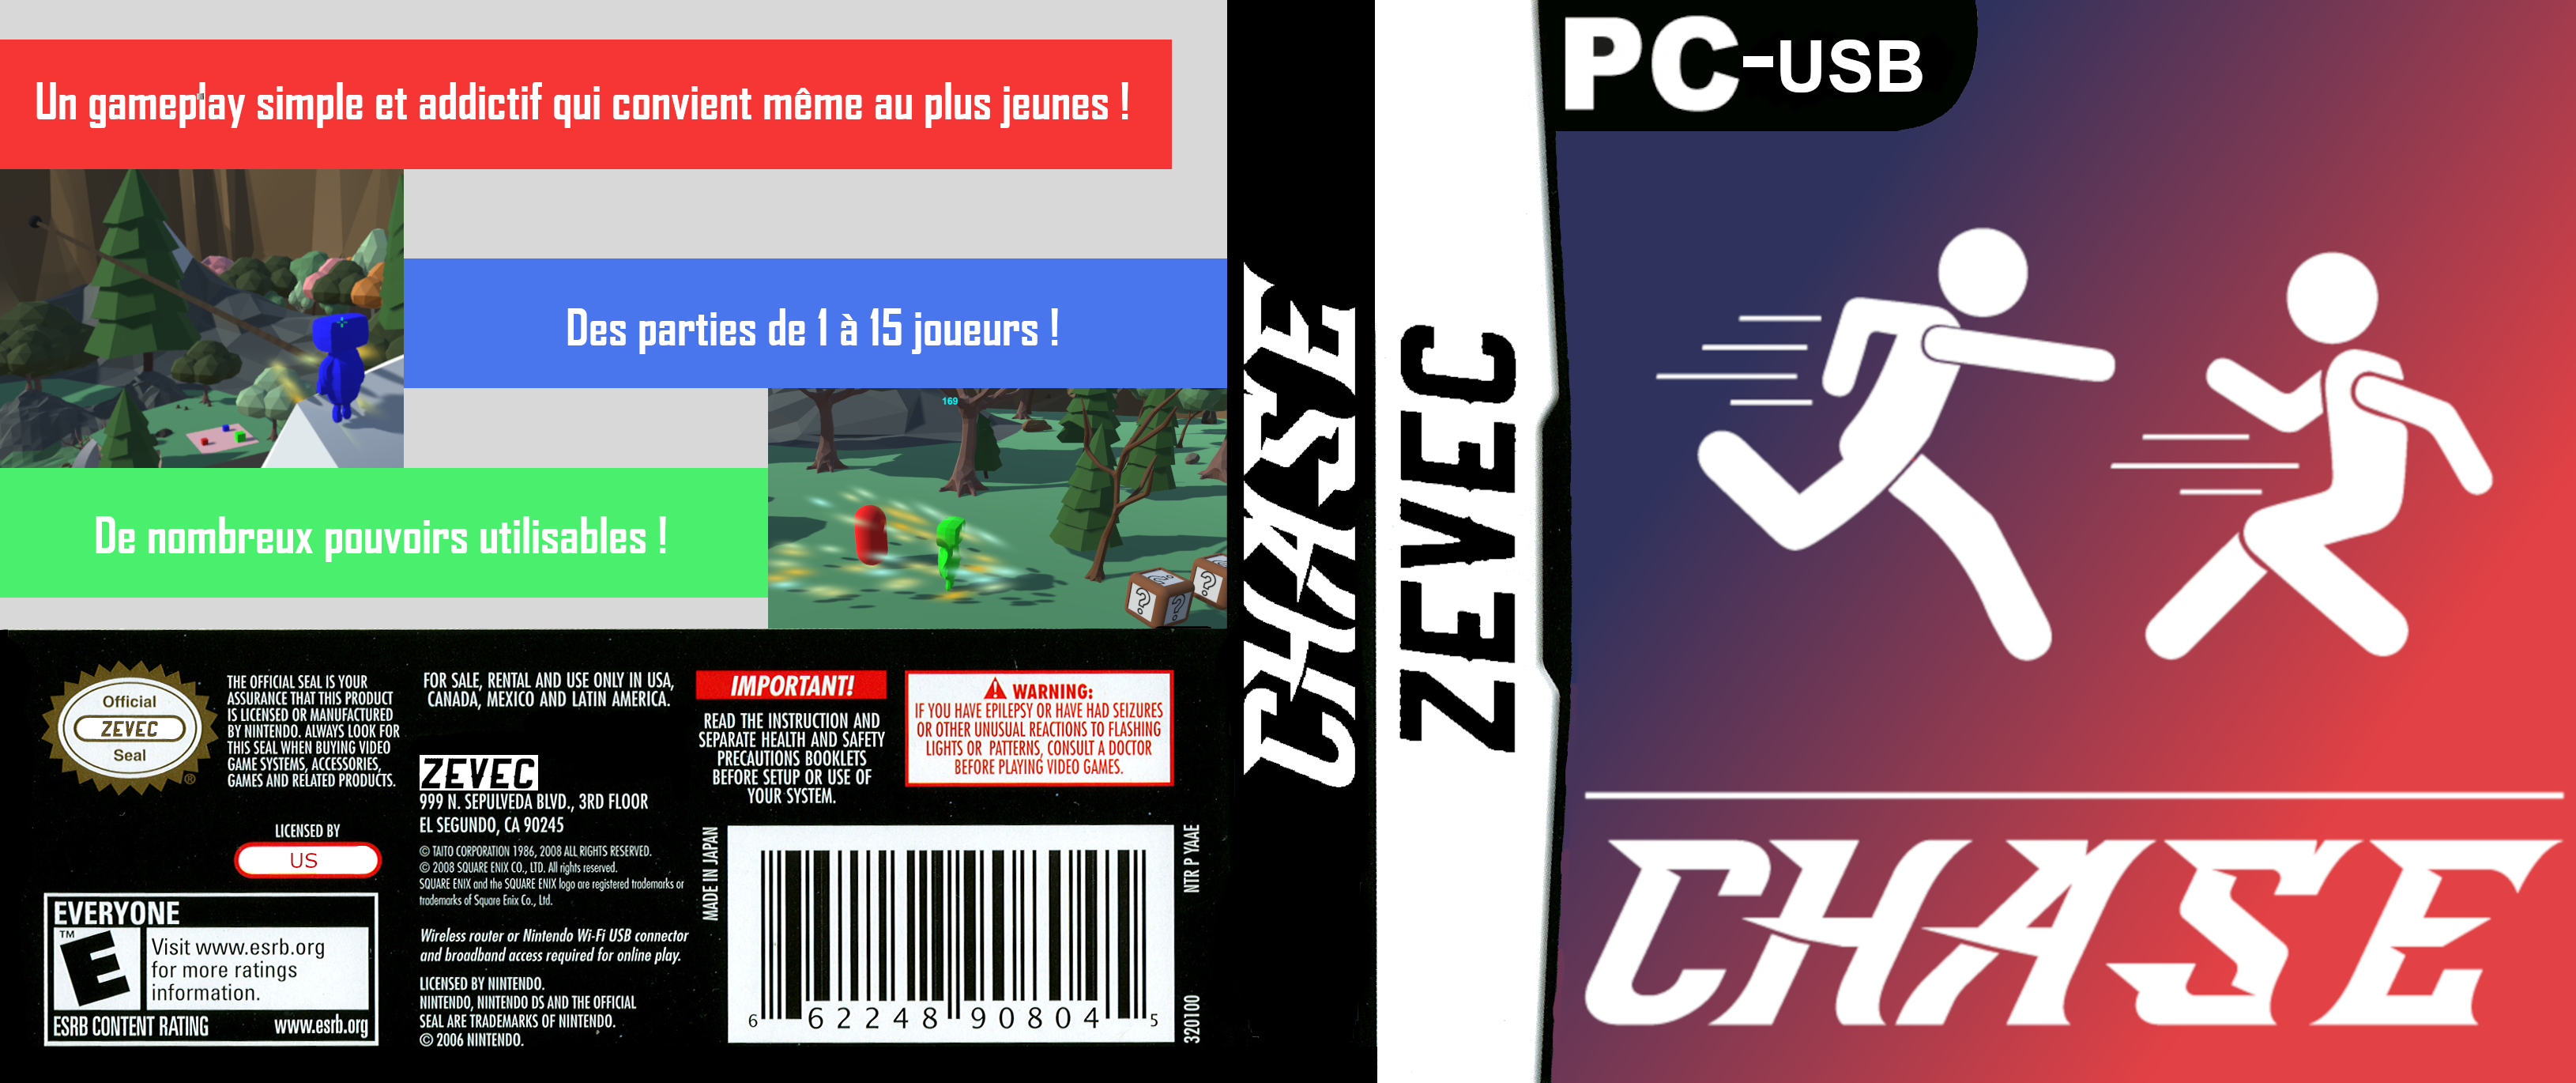 Un gameplay simple et addictif qui convient même au plus jeunes !
Des parties de 1 à 15 joueurs !
169
De nombreux pouvoirs utilisables !
? ? ?
Official
ZEVEC
Seal
®
THE OFFICIAL SEAL IS YOUR
ASSURANCE THAT THIS PRODUCT
IS LICENSED OR MANUFACTURED
BY NINTENDO. ALWAYS LOOK FOR
THIS SEAL WHEN BUYING VIDEO
GAME SYSTEMS, ACCESSORIES,
GAMES AND RELATED PRODUCTS.
LICENSED BY
US
EVERYONE
™
E
Visit www.esrb.org
for more ratings
information.
ESRB CONTENT RATING www.esrb.org
FOR SALE, RENTAL AND USE ONLY IN USA,
CANADA, MEXICO AND LATIN AMERICA.
ZEVEC
999 N. SEPULVEDA BLVD., 3RD FLOOR
EL SEGUNDO, CA 90245
© TAITO CORPORATION 1986, 2008 ALL RIGHTS RESERVED.
© 2008 SQUARE ENIX CO., LTD. All rights reserved.
SQUARE ENIX and the SQUARE ENIX logo are registered trademarks or
trademarks of Square Enix Co., Ltd.
Wireless router or Nintendo Wi-Fi USB connector
and broadband access required for online play.
LICENSED BY NINTENDO.
NINTENDO, NINTENDO DS AND THE OFFICIAL
SEAL ARE TRADEMARKS OF NINTENDO.
© 2006 NINTENDO.
IMPORTANT!
READ THE INSTRUCTION AND
SEPARATE HEALTH AND SAFETY
PRECAUTIONS BOOKLETS
BEFORE SETUP OR USE OF
YOUR SYSTEM.
WARNING:
IF YOU HAVE EPILEPSY OR HAVE HAD SEIZURES
OR OTHER UNUSUAL REACTIONS TO FLASHING
LIGHTS OR PATTERNS, CONSULT A DOCTOR
BEFORE PLAYING VIDEO GAMES.
MADE IN JAPAN
6 62248 90804 5
NTR P YAAE
320100
CHASE
ZEVEC
PC-USB
CHASE